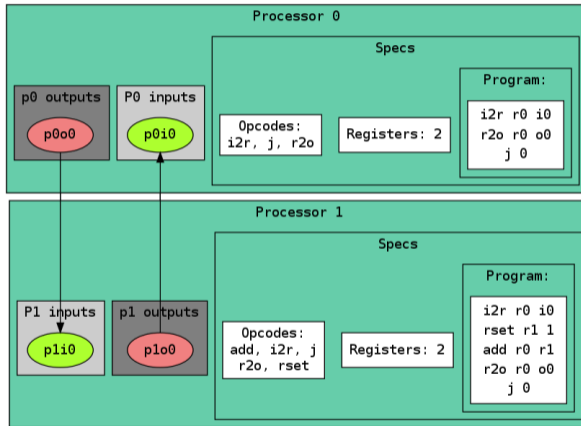 Processor 0
Specs
p0 outputs
P0 inputs
Program:
p0o0
p0i0
Opcodes:
i2r, j, r2o
Registers: 2
i2r r0 i0
r2o r0 o0
j 0
Processor 1
Specs
P1 inputs
p1 outputs
Program:
p1i0
p1o0
Opcodes:
add, i2r, j
r2o, rset
Registers: 2
i2r r0 i0
rset r1 1
add r0 r1
r2o r0 o0
j 0